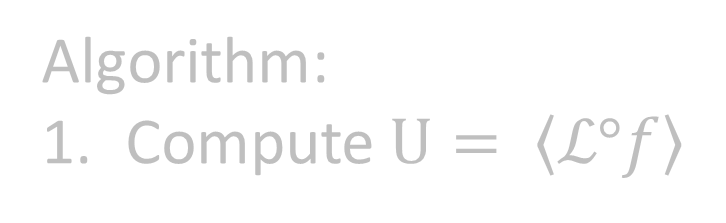 Algorithm:
1. Compute U = ⟨ℒ°f⟩